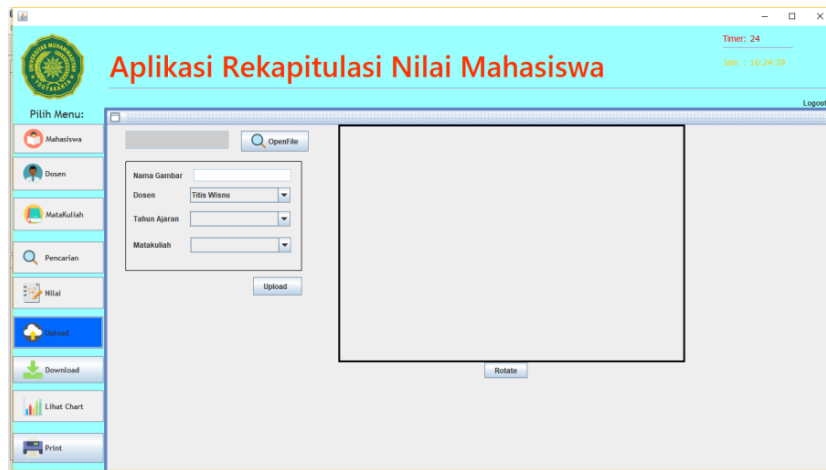 Timer: 24
Aplikasi Rekapitulasi Nilai Mahasiswa
Jam : 16:24:39
Logout
Pilih Menu:
Mahasiswa
Dosen
MataKuliah
Pencarian
Nilai
Upload
Download
Lihat Chart
Print
OpenFile
Nama Gambar
Dosen Titis Wisnu
Tahun Ajaran
Matakuliah
Upload
Rotate